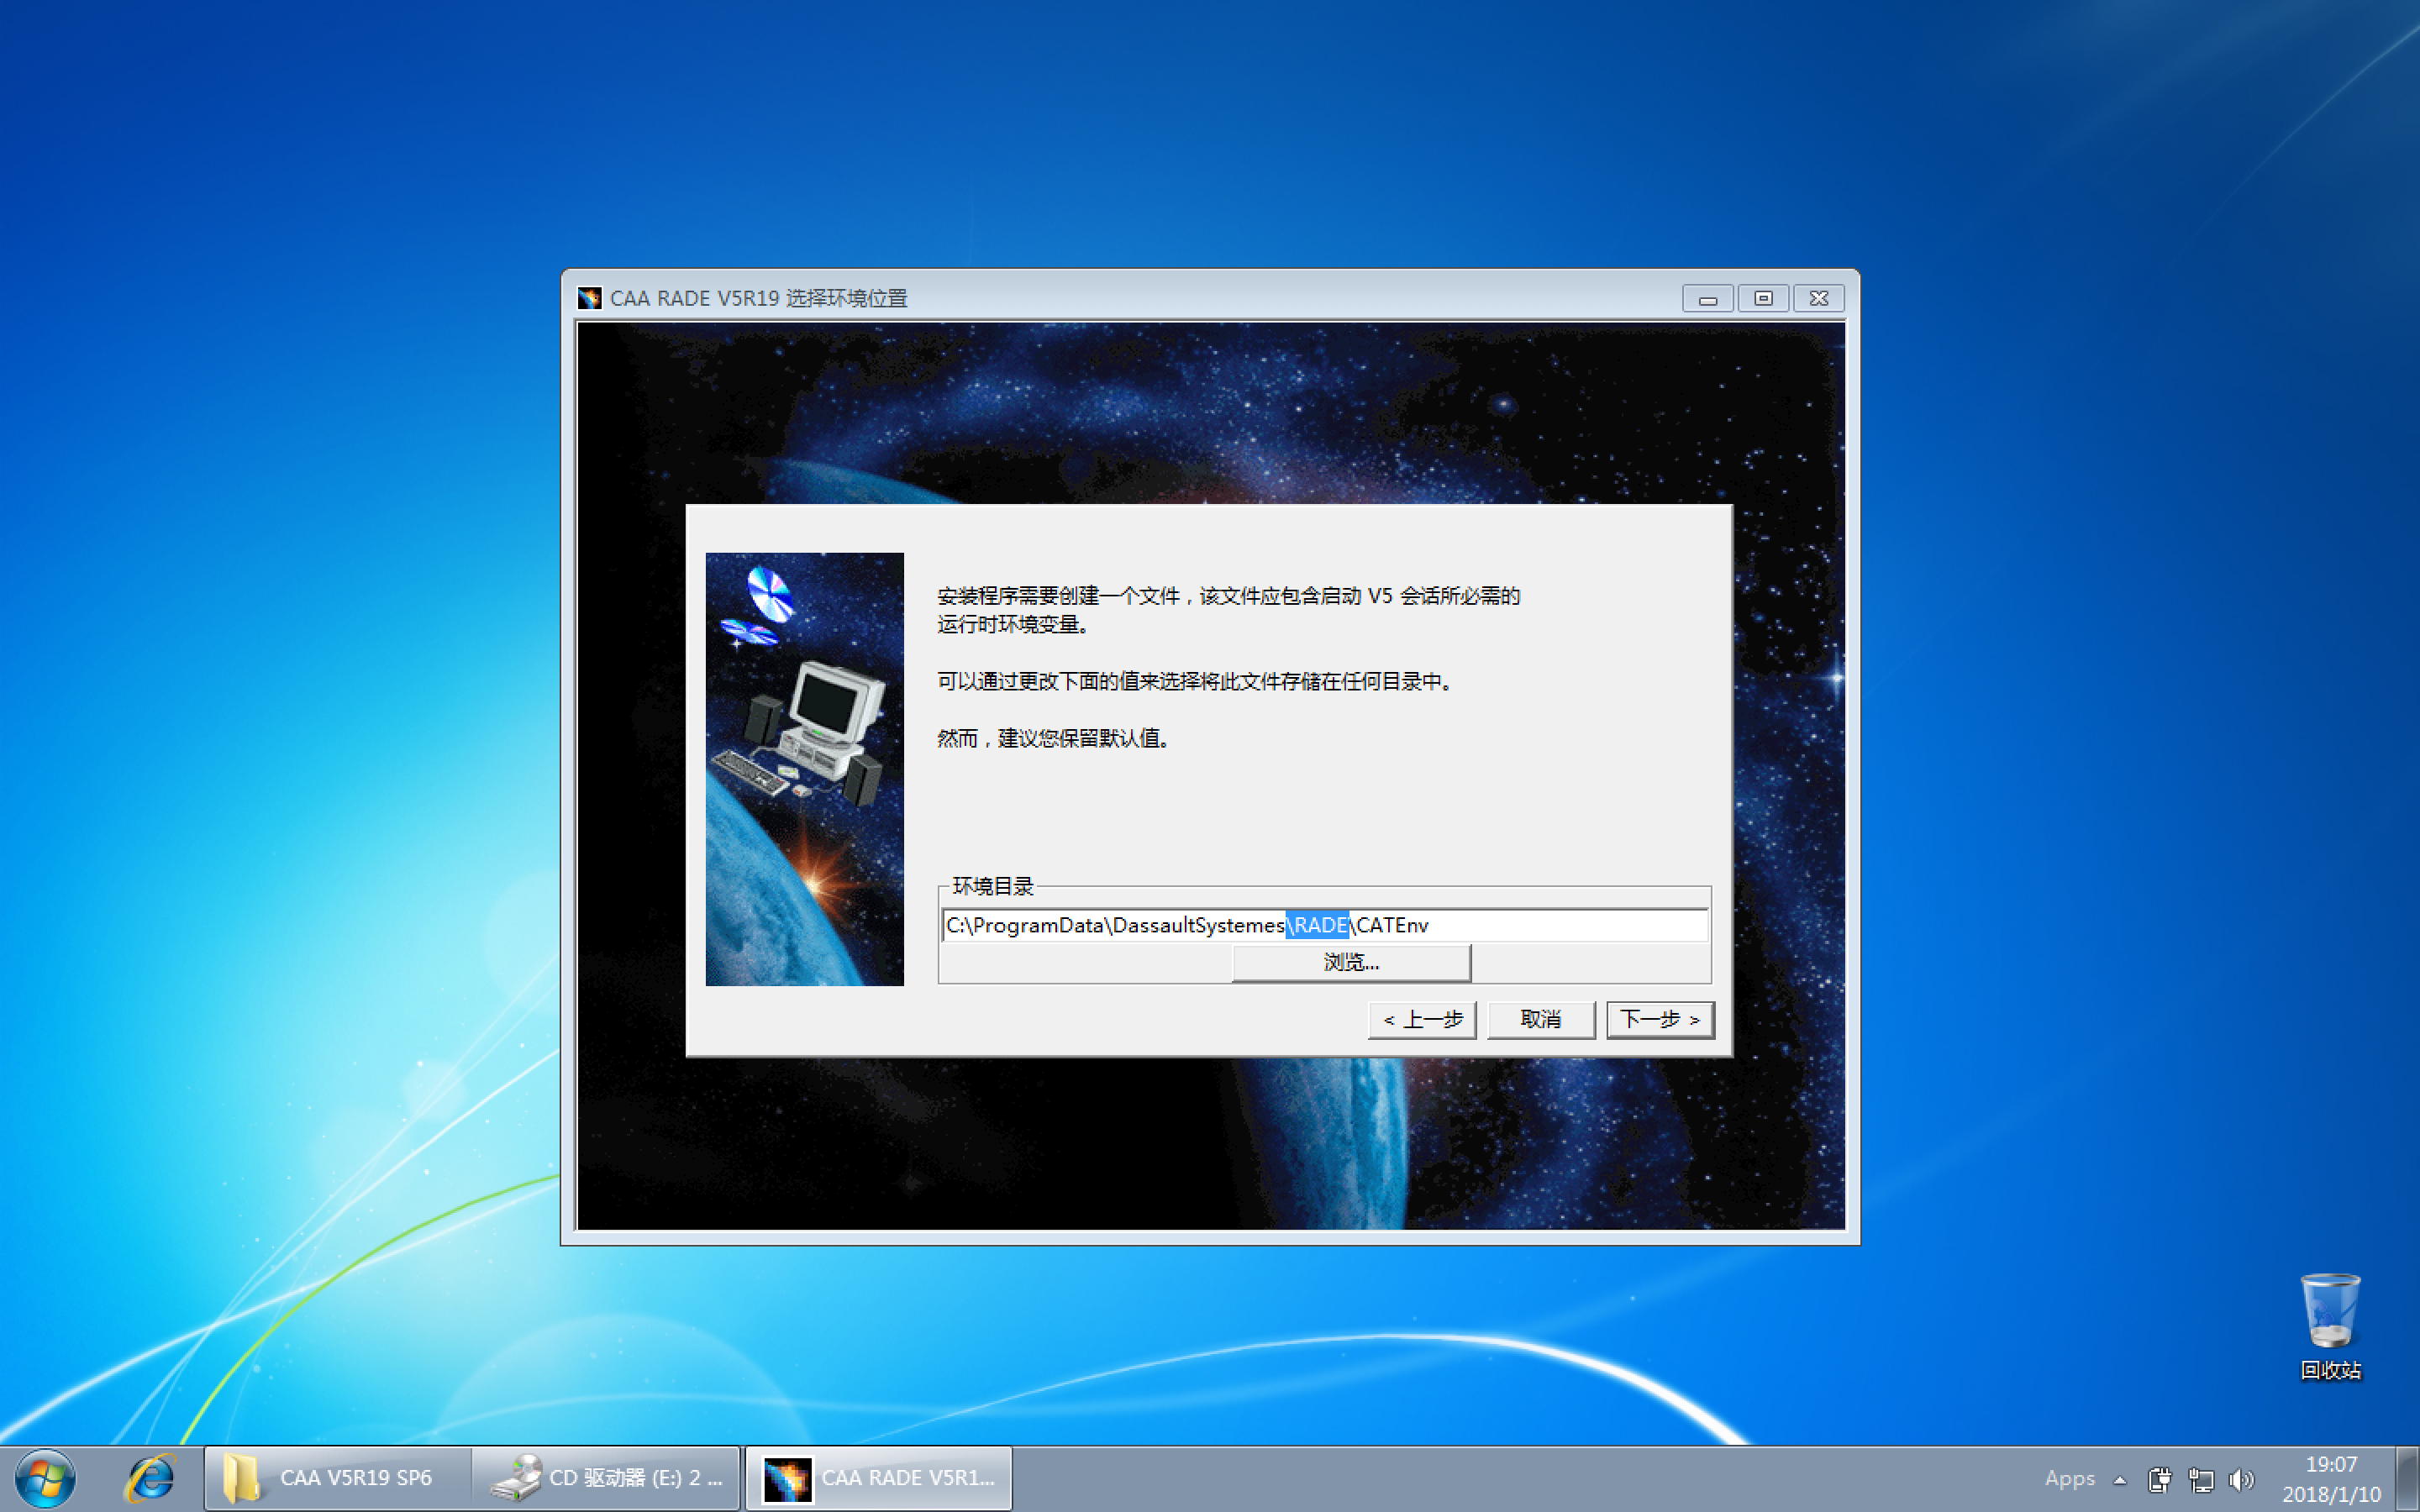 CAA RADE V5R19 选择环境位置
安装程序需要创建一个文件，该文件应包含启动 V5 会话所必需的
运行时环境变量。
可以通过更改下面的值来选择将此文件存储在任何目录中。
然而，建议您保留默认值。
环境目录
C:\ProgramData\DassaultSystemes\RADE\CATEnv
浏览...
< 上一步
取消
下一步 >
回收站
CAA V5R19 SP6
CD 驱动器 (E:) 2 ...
CAA RADE V5R1...
Apps
19:07
2018/1/10